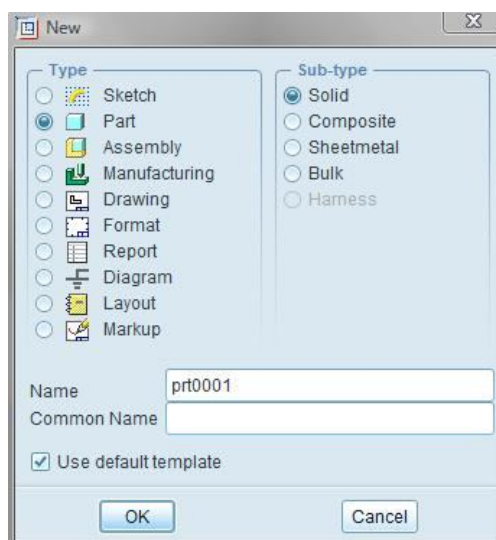 New
Type
Sketch
Part
Assembly
Manufacturing
Drawing
Format
Report
Diagram
Layout
Markup
Sub-type
Solid
Composite
Sheetmetal
Bulk
Harness
Name prt0001
Common Name
Use default template
OK Cancel